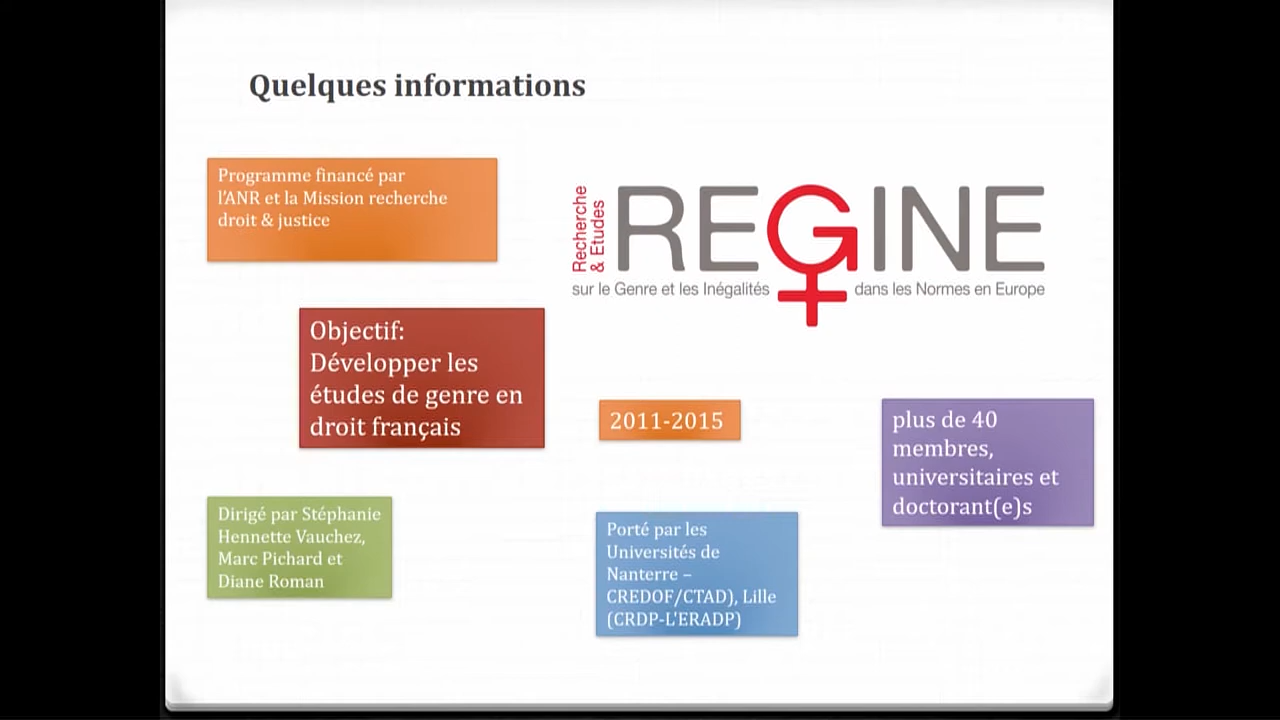 Quelques informations
Programme financé par
l'ANR et la Mission recherche
droit & justice
Recherche
& Etudes
REGINE
sur le Genre et les Inégalités dans les Normes en Europe
Objectif:
Développer les
études de genre en
droit français
2011-2015
plus de 40
membres,
universitaires et
doctorant(e)s
Dirigé par Stéphanie
Hennette Vauchez,
Marc Pichard et
Diane Roman
Porté par les
Universités de
Nanterre –
CREDOF/CTAD), Lille
(CRDP-L'ERADP)